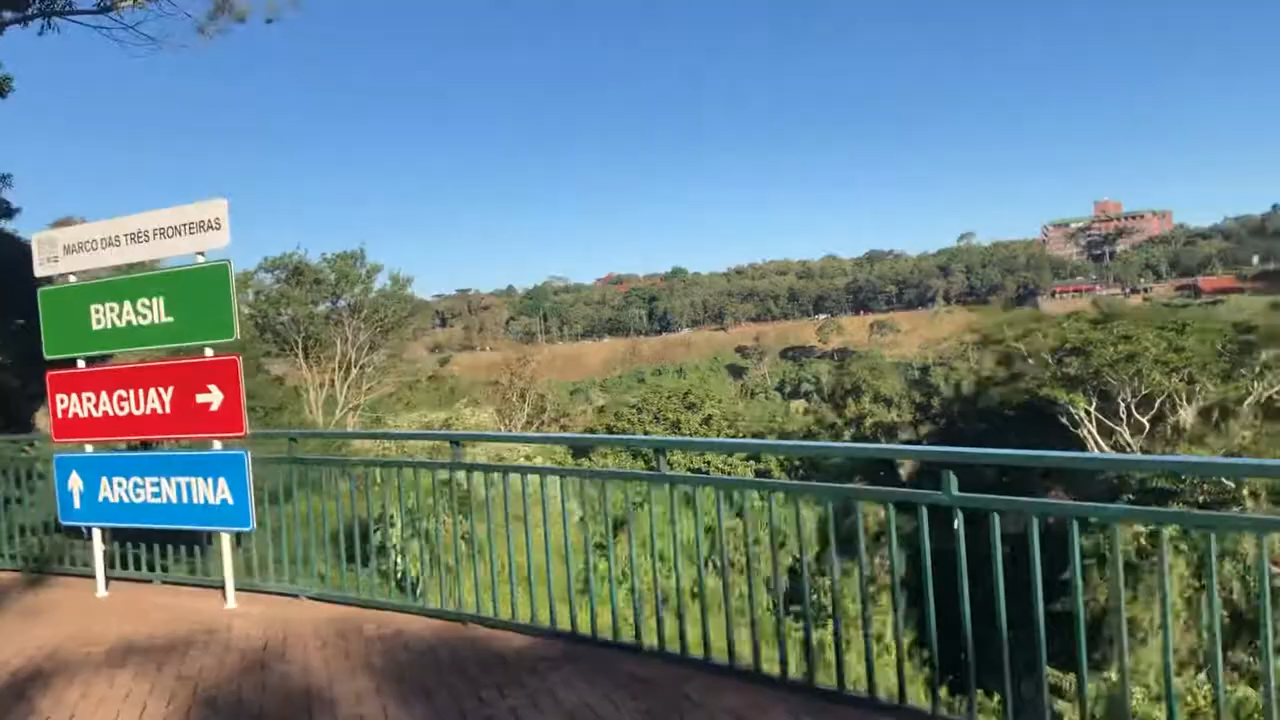 MARCO DAS TRÊS FRONTEIRAS
BRASIL
PARAGUAY →
↑ ARGENTINA